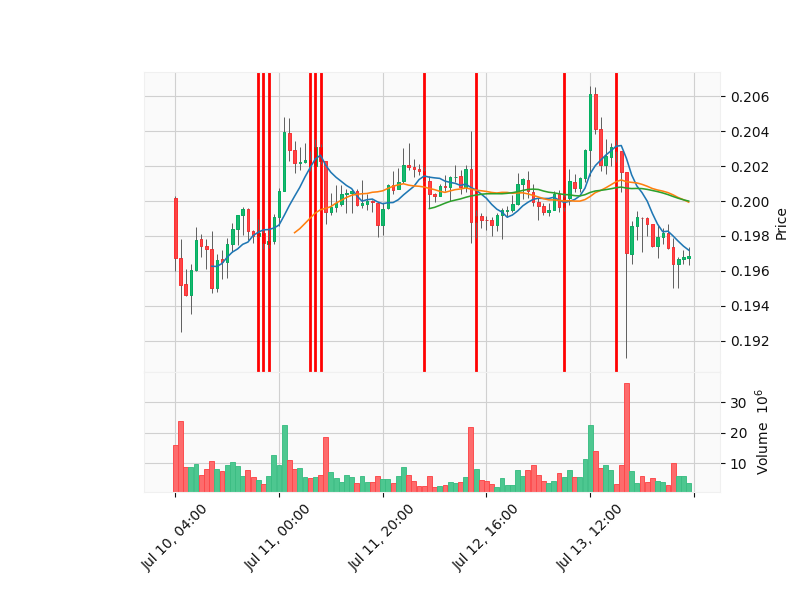 0.206
0.204
0.202
0.200
0.198
0.196
0.194
0.192
Price
30
20
10
Volume 10⁶
Jul 10, 04:00
Jul 11, 00:00
Jul 11, 20:00
Jul 12, 16:00
Jul 13, 12:00